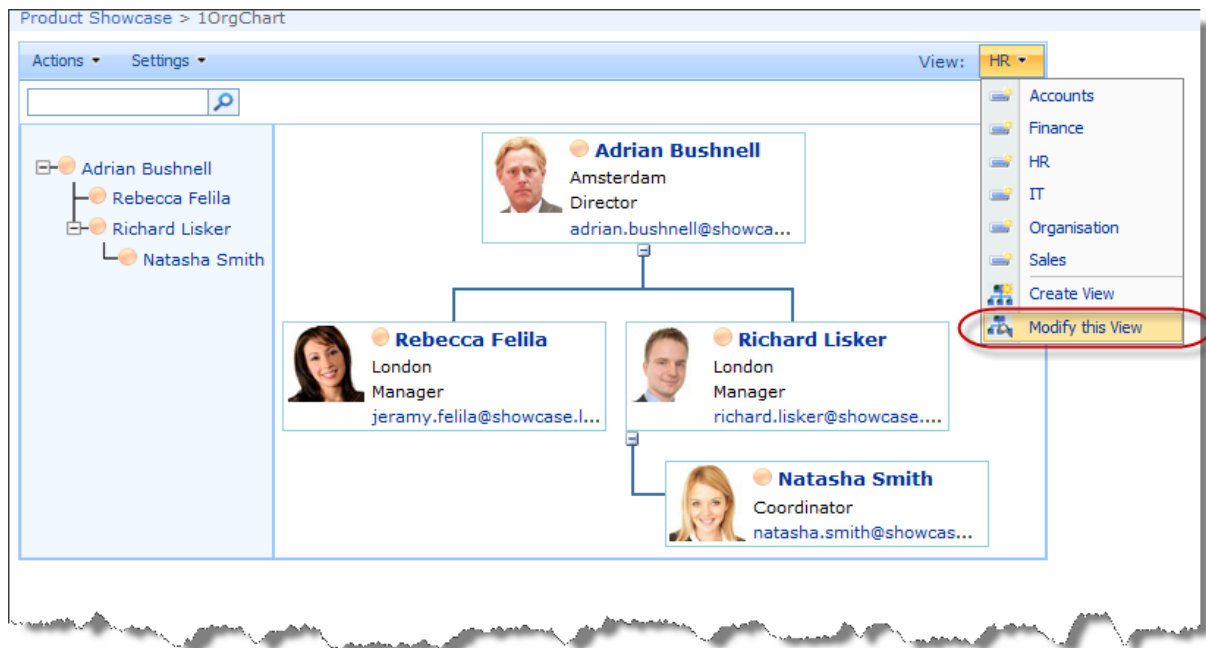 Product Showcase > 1OrgChart
Actions Settings View: HR
Accounts
Finance
HR
IT
Organisation
Sales
Create View
Modify this View
Adrian Bushnell
Rebecca Felila
Richard Lisker
Natasha Smith
Adrian Bushnell
Amsterdam
Director
adrian.bushnell@showca...
Rebecca Felila
London
Manager
jeramy.felila@showcase.l...
Richard Lisker
London
Manager
richard.lisker@showcase....
Natasha Smith
Coordinator
natasha.smith@showcas...